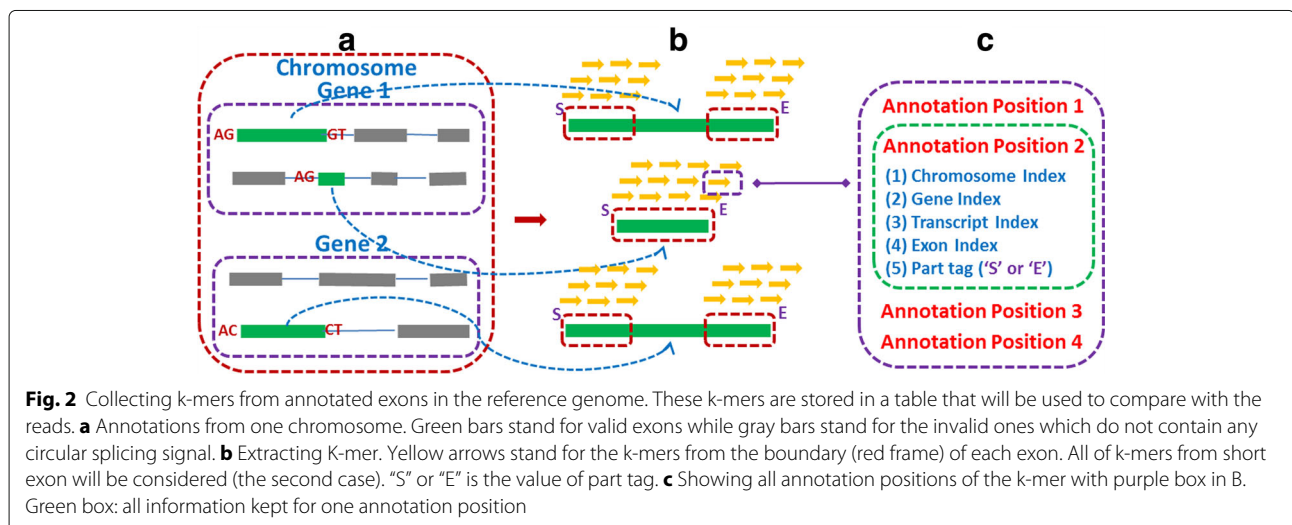 a
b
c
Chromosome
Gene 1
AG
GT
AG
Gene 2
AC
CT
S
E
S
E
S
E
Annotation Position 1
Annotation Position 2
(1) Chromosome Index
(2) Gene Index
(3) Transcript Index
(4) Exon Index
(5) Part tag (‘S’ or ‘E’)
Annotation Position 3
Annotation Position 4
Fig. 2 Collecting k-mers from annotated exons in the reference genome. These k-mers are stored in a table that will be used to compare with the
reads. a Annotations from one chromosome. Green bars stand for valid exons while gray bars stand for the invalid ones which do not contain any
circular splicing signal. b Extracting K-mer. Yellow arrows stand for the k-mers from the boundary (red frame) of each exon. All of k-mers from short
exon will be considered (the second case). “S” or “E” is the value of part tag. c Showing all annotation positions of the k-mer with purple box in B.
Green box: all information kept for one annotation position